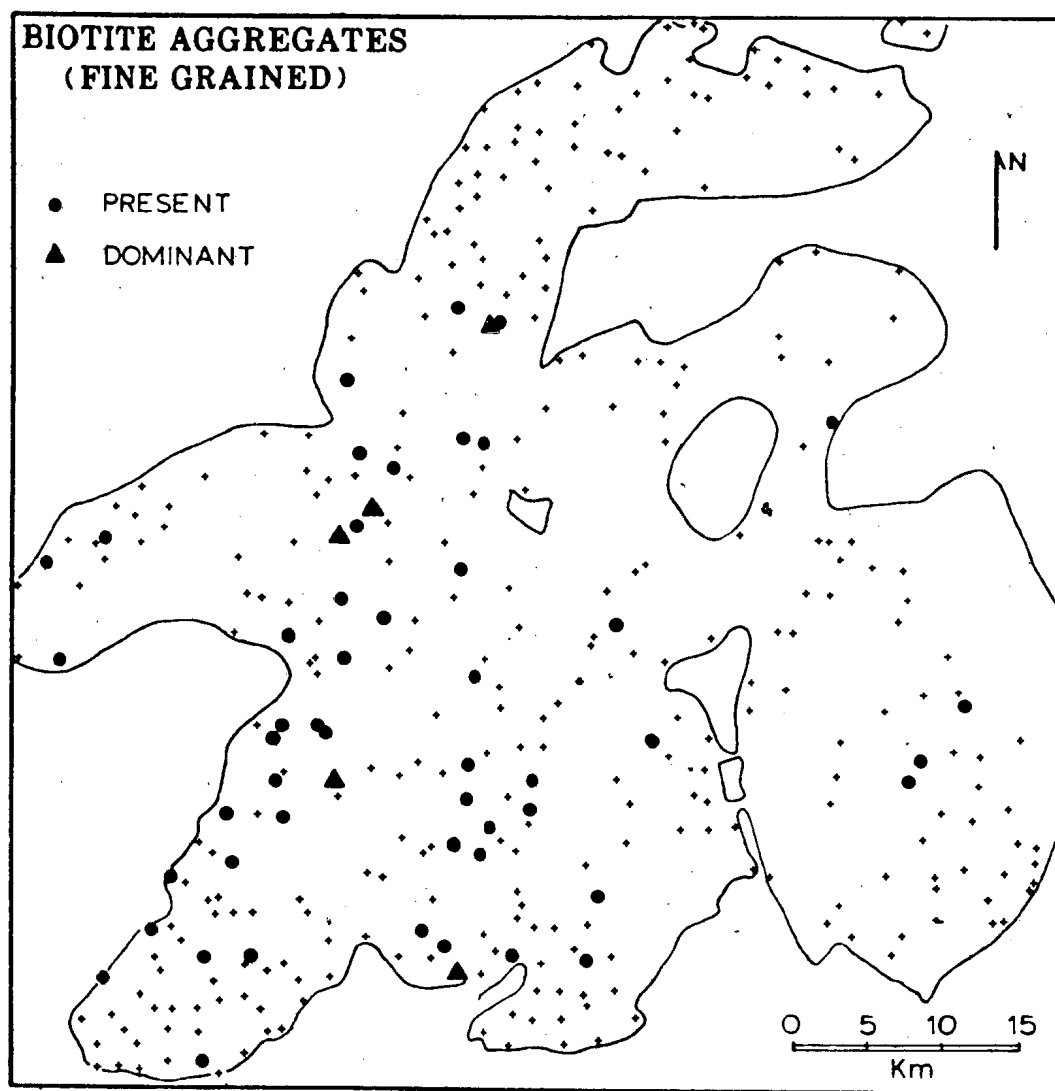 BIOTITE AGGREGATES
(FINE GRAINED)
N
PRESENT
DOMINANT
0 5 10 15
Km